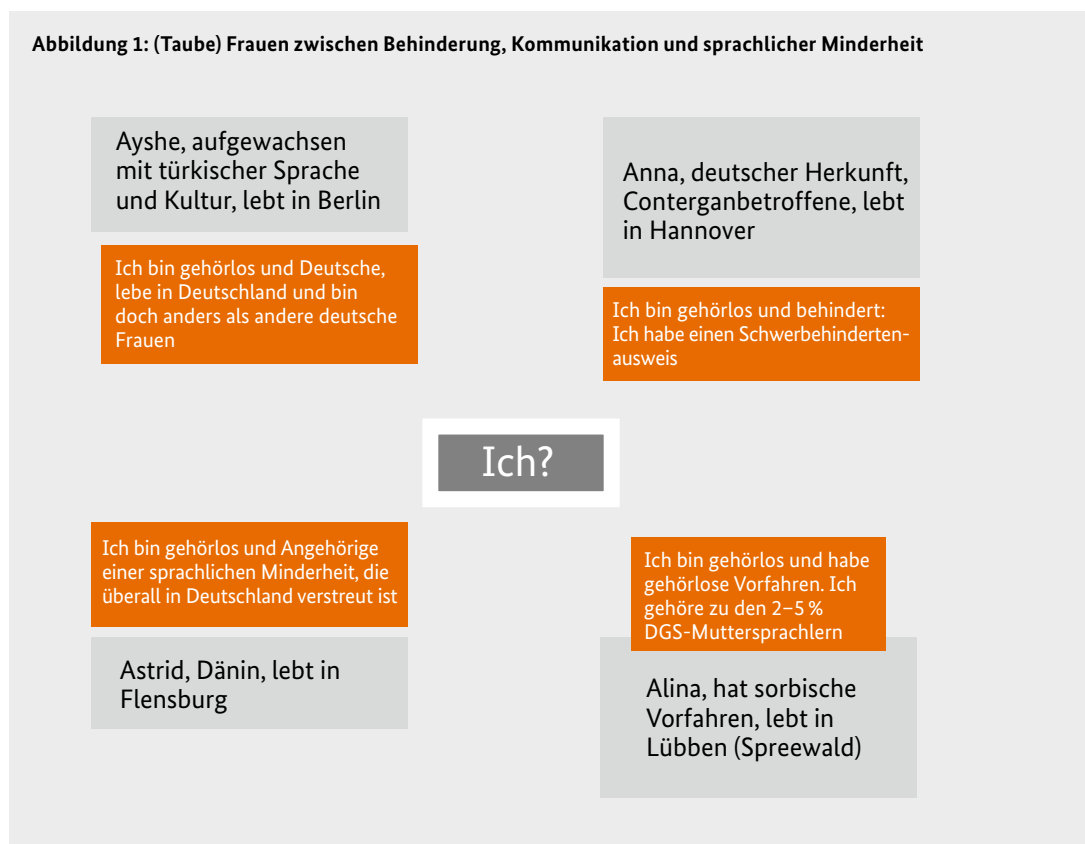 Abbildung 1: (Taube) Frauen zwischen Behinderung, Kommunikation und sprachlicher Minderheit
Ayshe, aufgewachsen
mit türkischer Sprache
und Kultur, lebt in Berlin
Ich bin gehörlos und Deutsche,
lebe in Deutschland und bin
doch anders als andere deutsche
Frauen
Anna, deutscher Herkunft,
Conterganbetroffene, lebt
in Hannover
Ich bin gehörlos und behindert:
Ich habe einen Schwerbehinderten-
ausweis
Ich?
Ich bin gehörlos und Angehörige
einer sprachlichen Minderheit, die
überall in Deutschland verstreut ist
Astrid, Dänin, lebt in
Flensburg
Ich bin gehörlos und habe
gehörlose Vorfahren. Ich
gehöre zu den 2–5 %
DGS-Muttersprachlern
Alina, hat sorbische
Vorfahren, lebt in
Lübben (Spreewald)